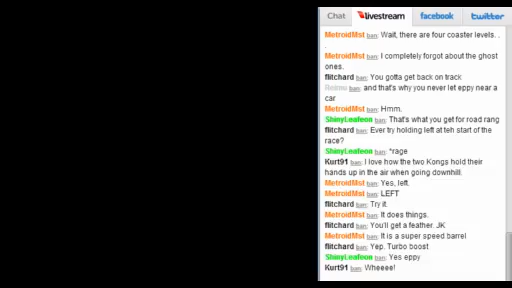 Chat livestream facebook twitter
MetroidMst ban: Wait, there are four coaster levels. .
.
MetroidMst ban: I completely forgot about the ghost
ones.
flitchard ban: You gotta get back on track
Reimu ban: and that's why you never let eppy near a
car
MetroidMst ban: Hmm.
ShinyLeafeon ban: That's what you get for road rang
flitchard ban: Ever try holding left at teh start of the
race?
ShinyLeafeon ban: *rage
Kurt91 ban: I love how the two Kongs hold their
hands up in the air when going downhill.
MetroidMst ban: Yes, left.
MetroidMst ban: LEFT
flitchard ban: Try it.
MetroidMst ban: It does things.
flitchard ban: You'll get a feather. JK
MetroidMst ban: It is a super speed barrel
flitchard ban: Yep. Turbo boost
ShinyLeafeon ban: Yes eppy
Kurt91 ban: Wheeee!